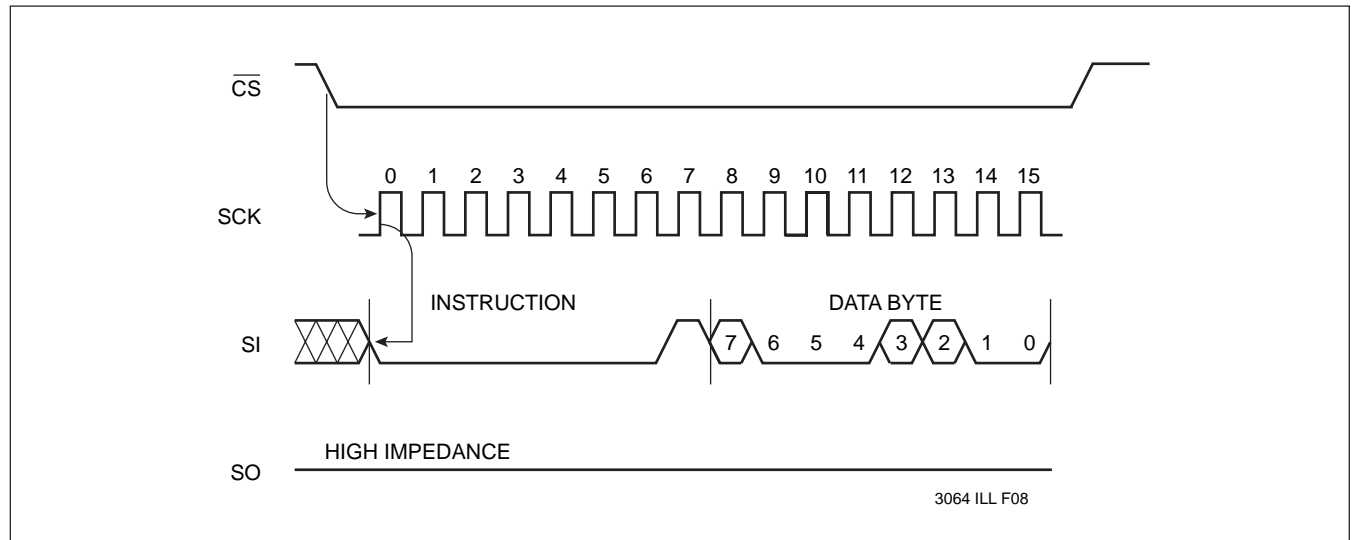 CS
0 1 2 3 4 5 6 7 8 9 10 11 12 13 14 15
SCK
INSTRUCTION DATA BYTE
SI 7 6 5 4 3 2 1 0
HIGH IMPEDANCE
SO
3064 ILL F08